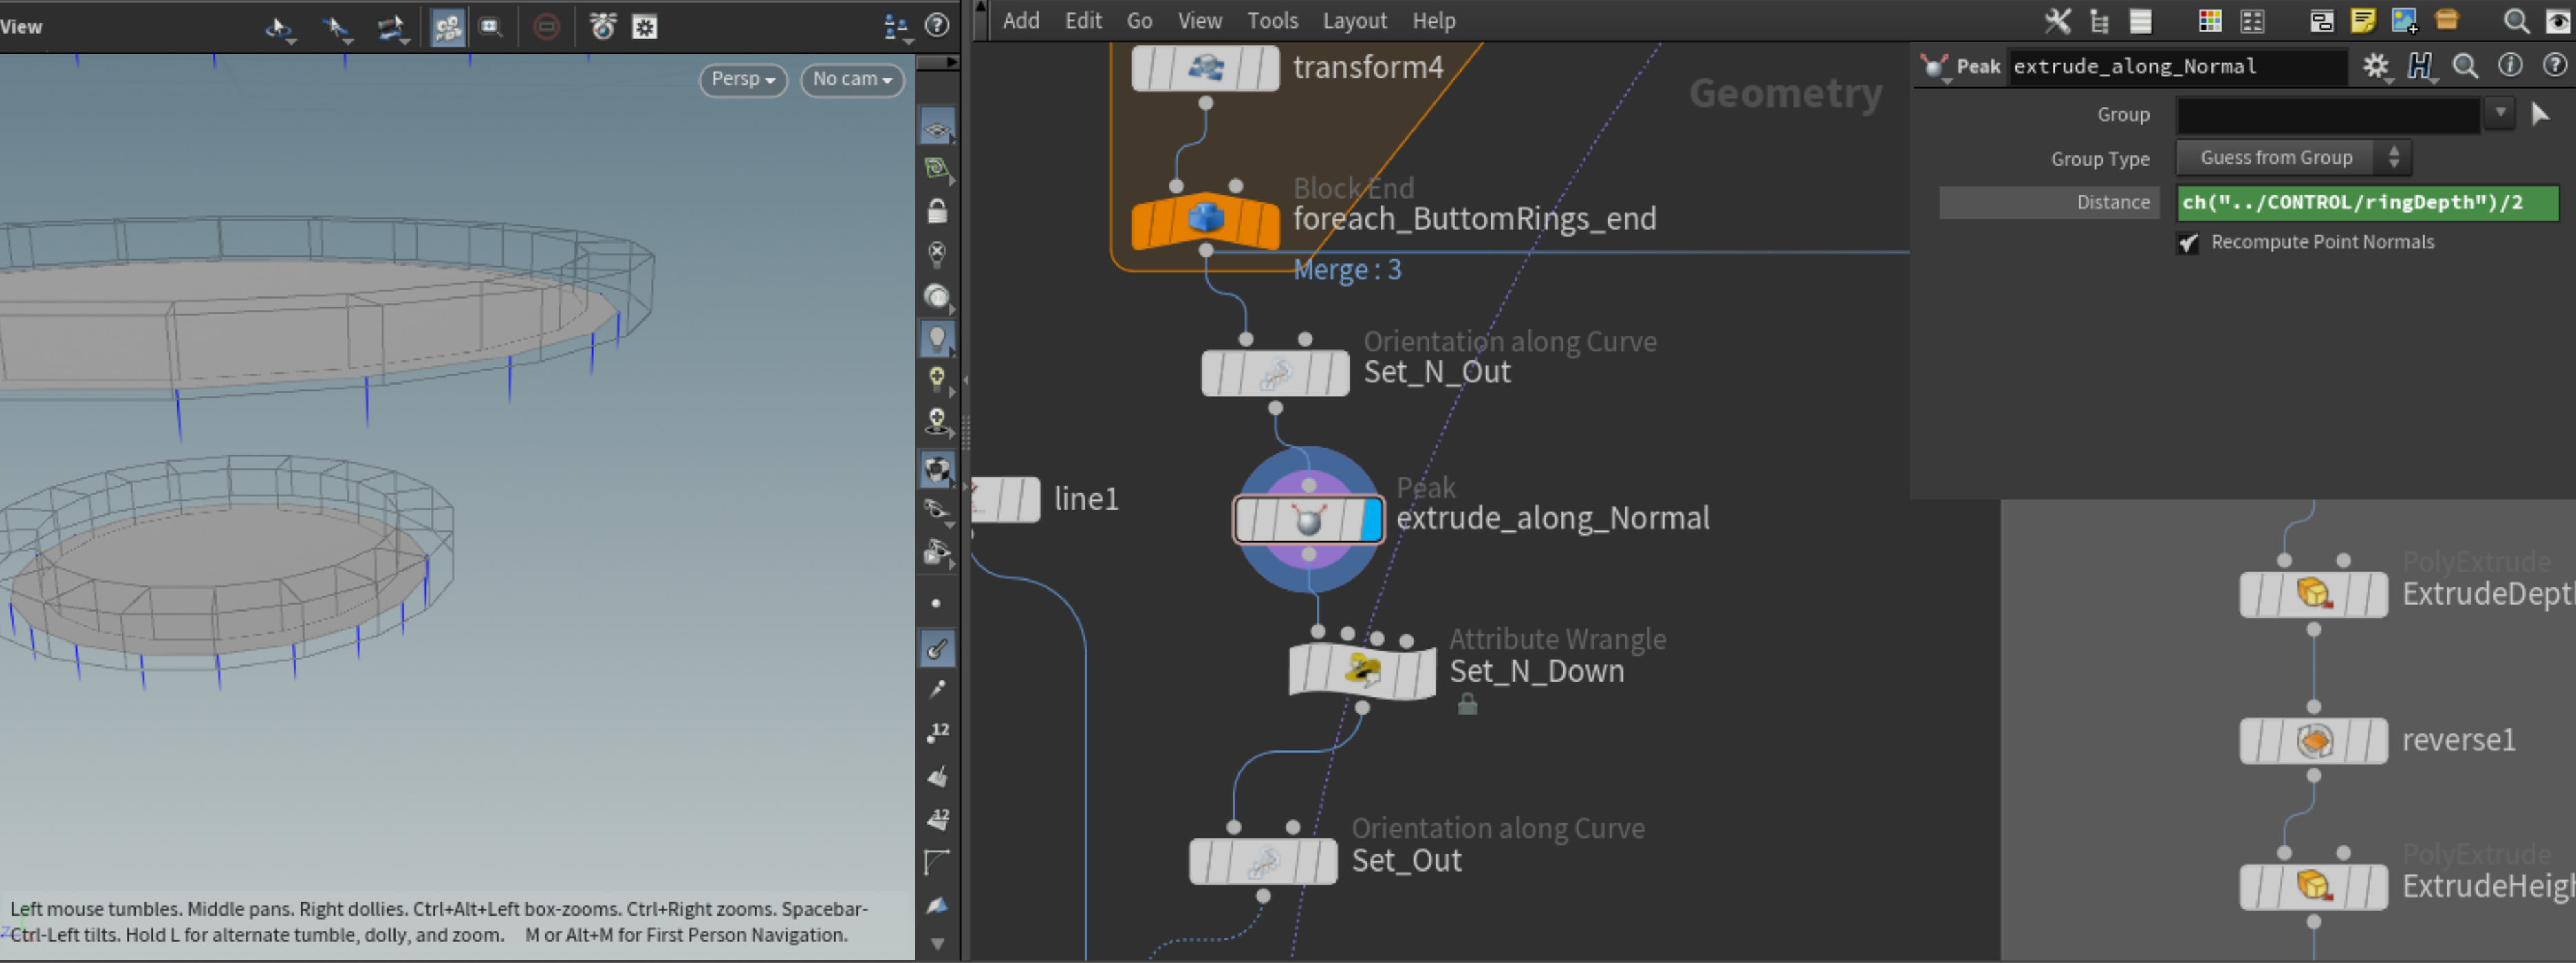 View
Persp
No cam
12
12
Left mouse tumbles. Middle pans. Right dollies. Ctrl+Alt+Left box-zooms. Ctrl+Right zooms. Spacebar-
Ctrl-Left tilts. Hold L for alternate tumble, dolly, and zoom. M or Alt+M for First Person Navigation.
Add Edit Go View Tools Layout Help
Geometry
transform4
Block End
foreach_ButtomRings_end
Merge : 3
Orientation along Curve
Set_N_Out
line1
Peak
extrude_along_Normal
Attribute Wrangle
Set_N_Down
Orientation along Curve
Set_Out
Peak extrude_along_Normal
Group
Group Type Guess from Group
Distance ch("../CONTROL/ringDepth")/2
Recompute Point Normals
PolyExtrude
ExtrudeDept
reverse1
PolyExtrude
ExtrudeHeig